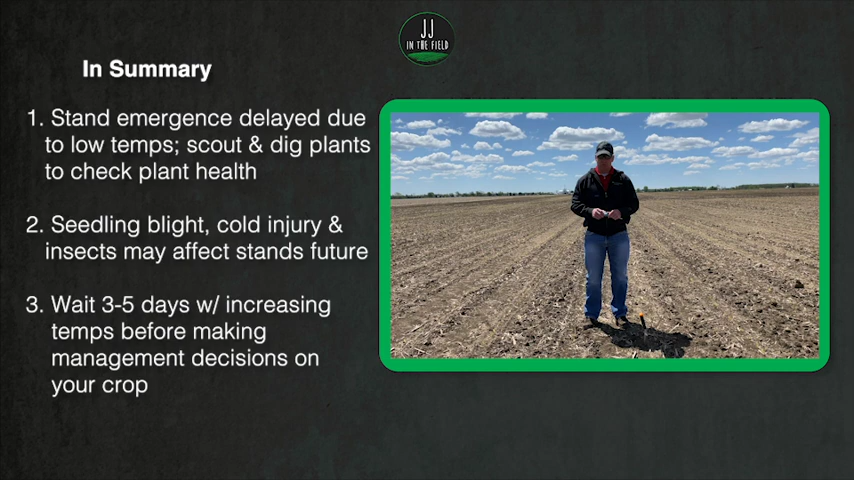 JJ
IN THE FIELD
In Summary
1. Stand emergence delayed due
to low temps; scout & dig plants
to check plant health
2. Seedling blight, cold injury &
insects may affect stands future
3. Wait 3-5 days w/ increasing
temps before making
management decisions on
your crop